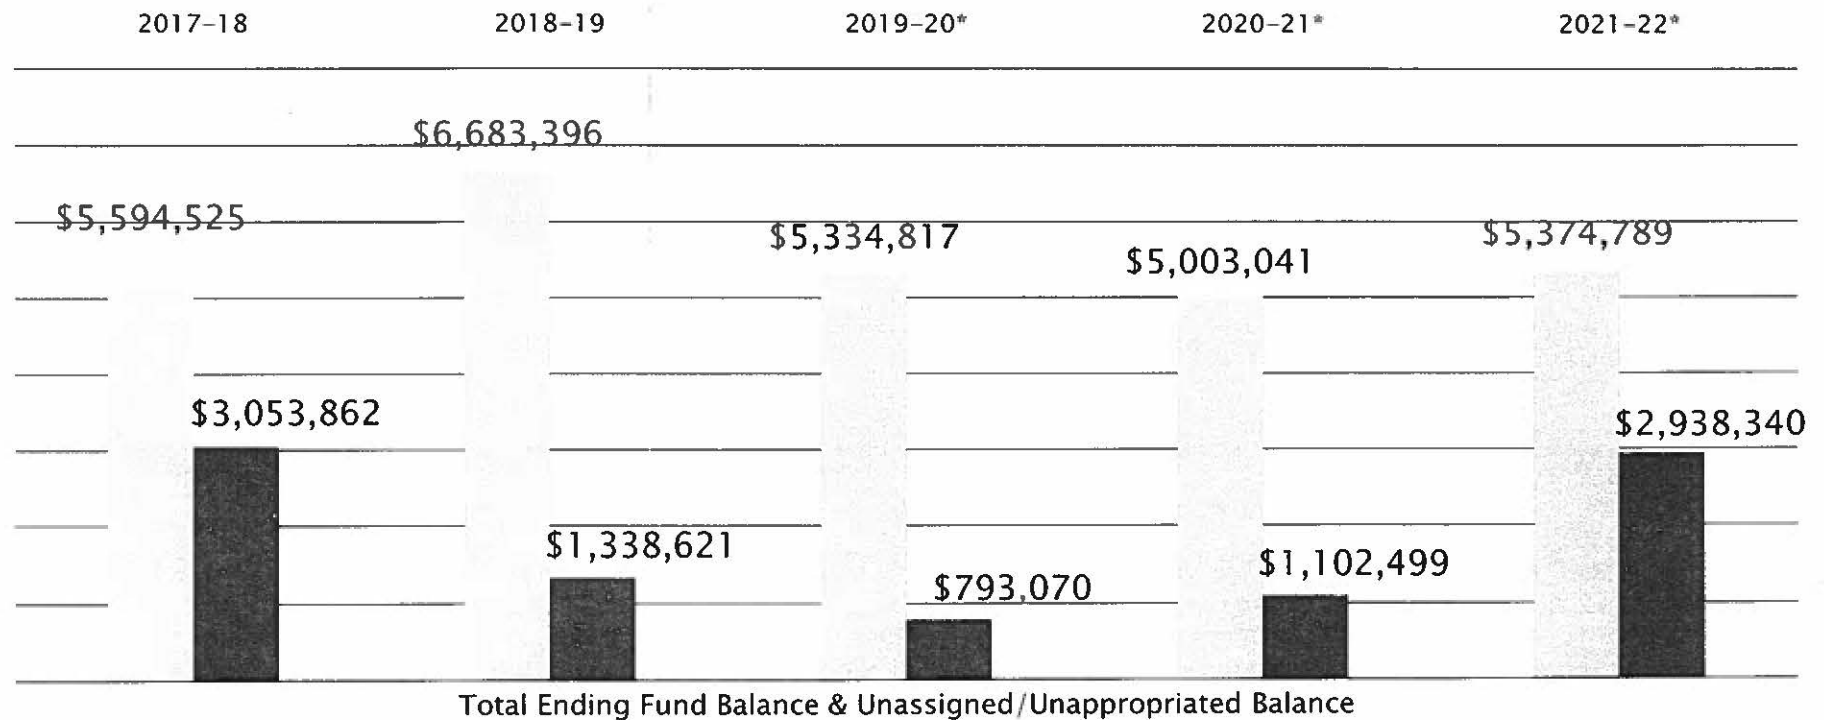 2017-18 2018-19 2019-20* 2020-21* 2021-22*
$6,683,396
$5,594,525 $5,334,817 $5,003,041 $5,374,789
$3,053,862 $2,938,340
$1,338,621 $793,070 $1,102,499
Total Ending Fund Balance & Unassigned/Unappropriated Balance